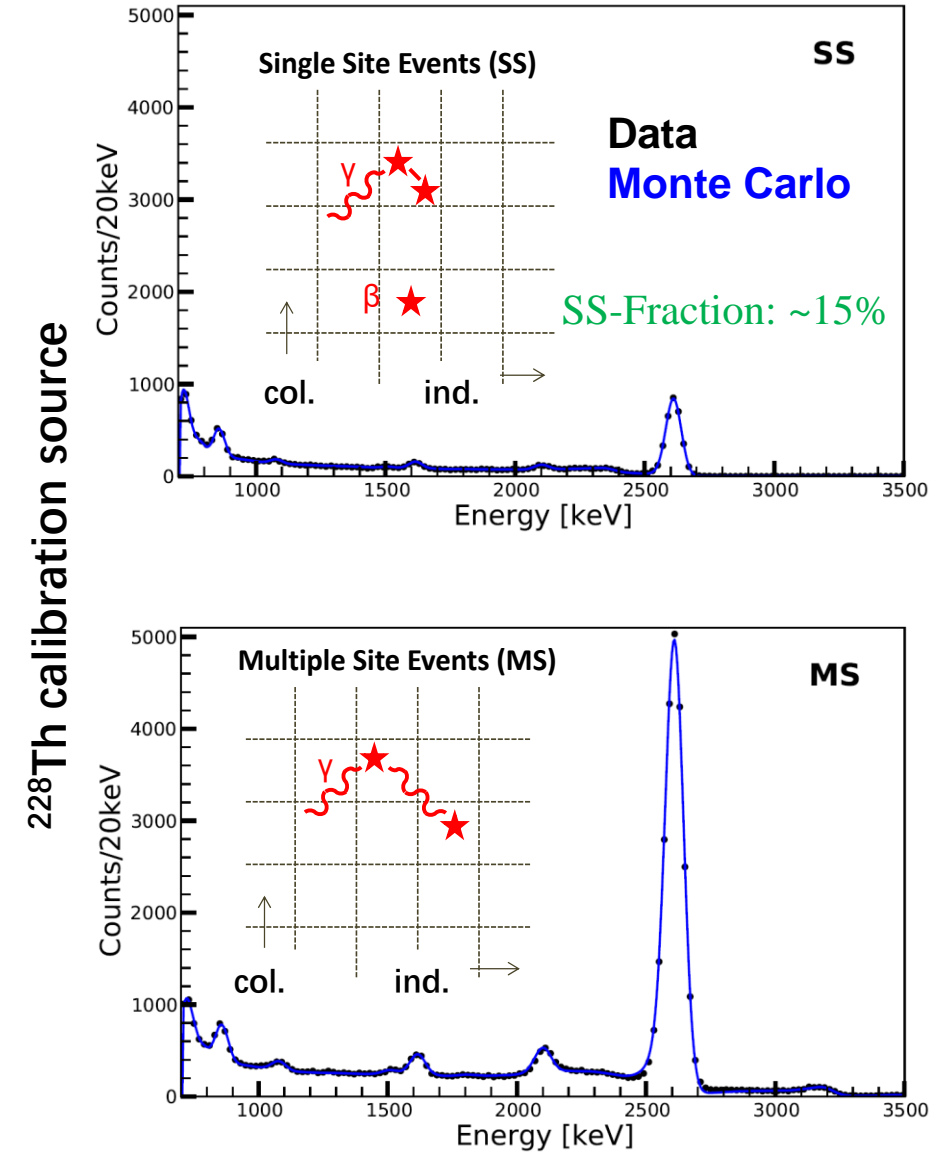 ²²⁸Th calibration source
SS
Single Site Events (SS)
Data
Monte Carlo
SS-Fraction: ~15%
γ
β
col.
ind.
Counts/20keV
5000
4000
3000
2000
1000
0
1000
1500
2000
2500
3000
3500
Energy [keV]
MS
Multiple Site Events (MS)
γ
col.
ind.
Counts/20keV
5000
4000
3000
2000
1000
0
1000
1500
2000
2500
3000
3500
Energy [keV]